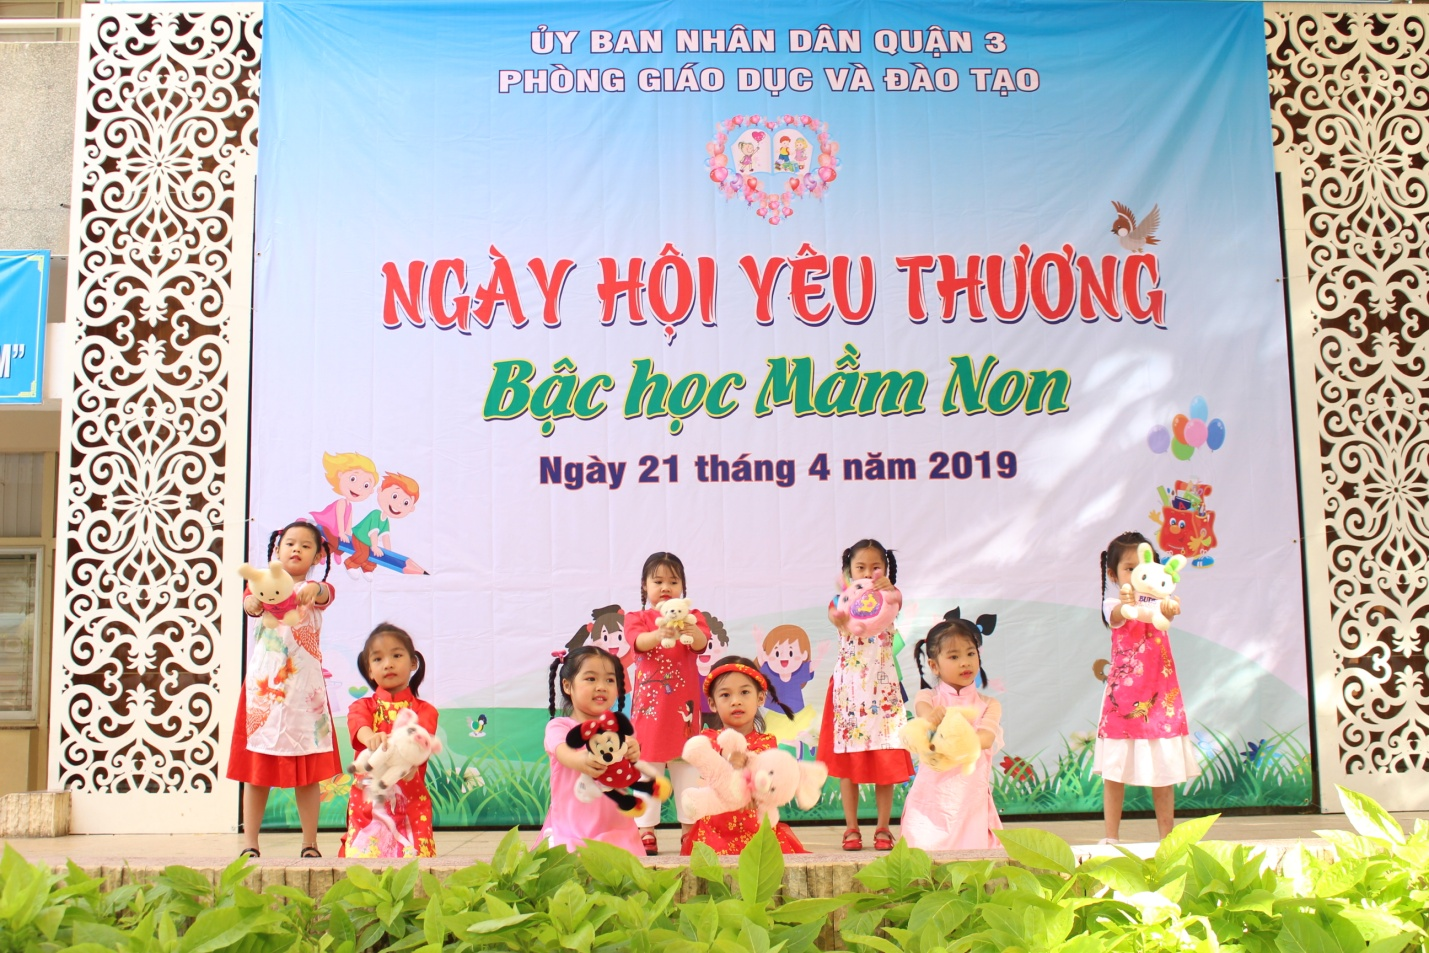 ỦY BAN NHÂN DÂN QUẬN 3
PHÒNG GIÁO DỤC VÀ ĐÀO TẠO
NGÀY HỘI YÊU THƯƠNG
Bậc học Mầm Non
Ngày 21 tháng 4 năm 2019